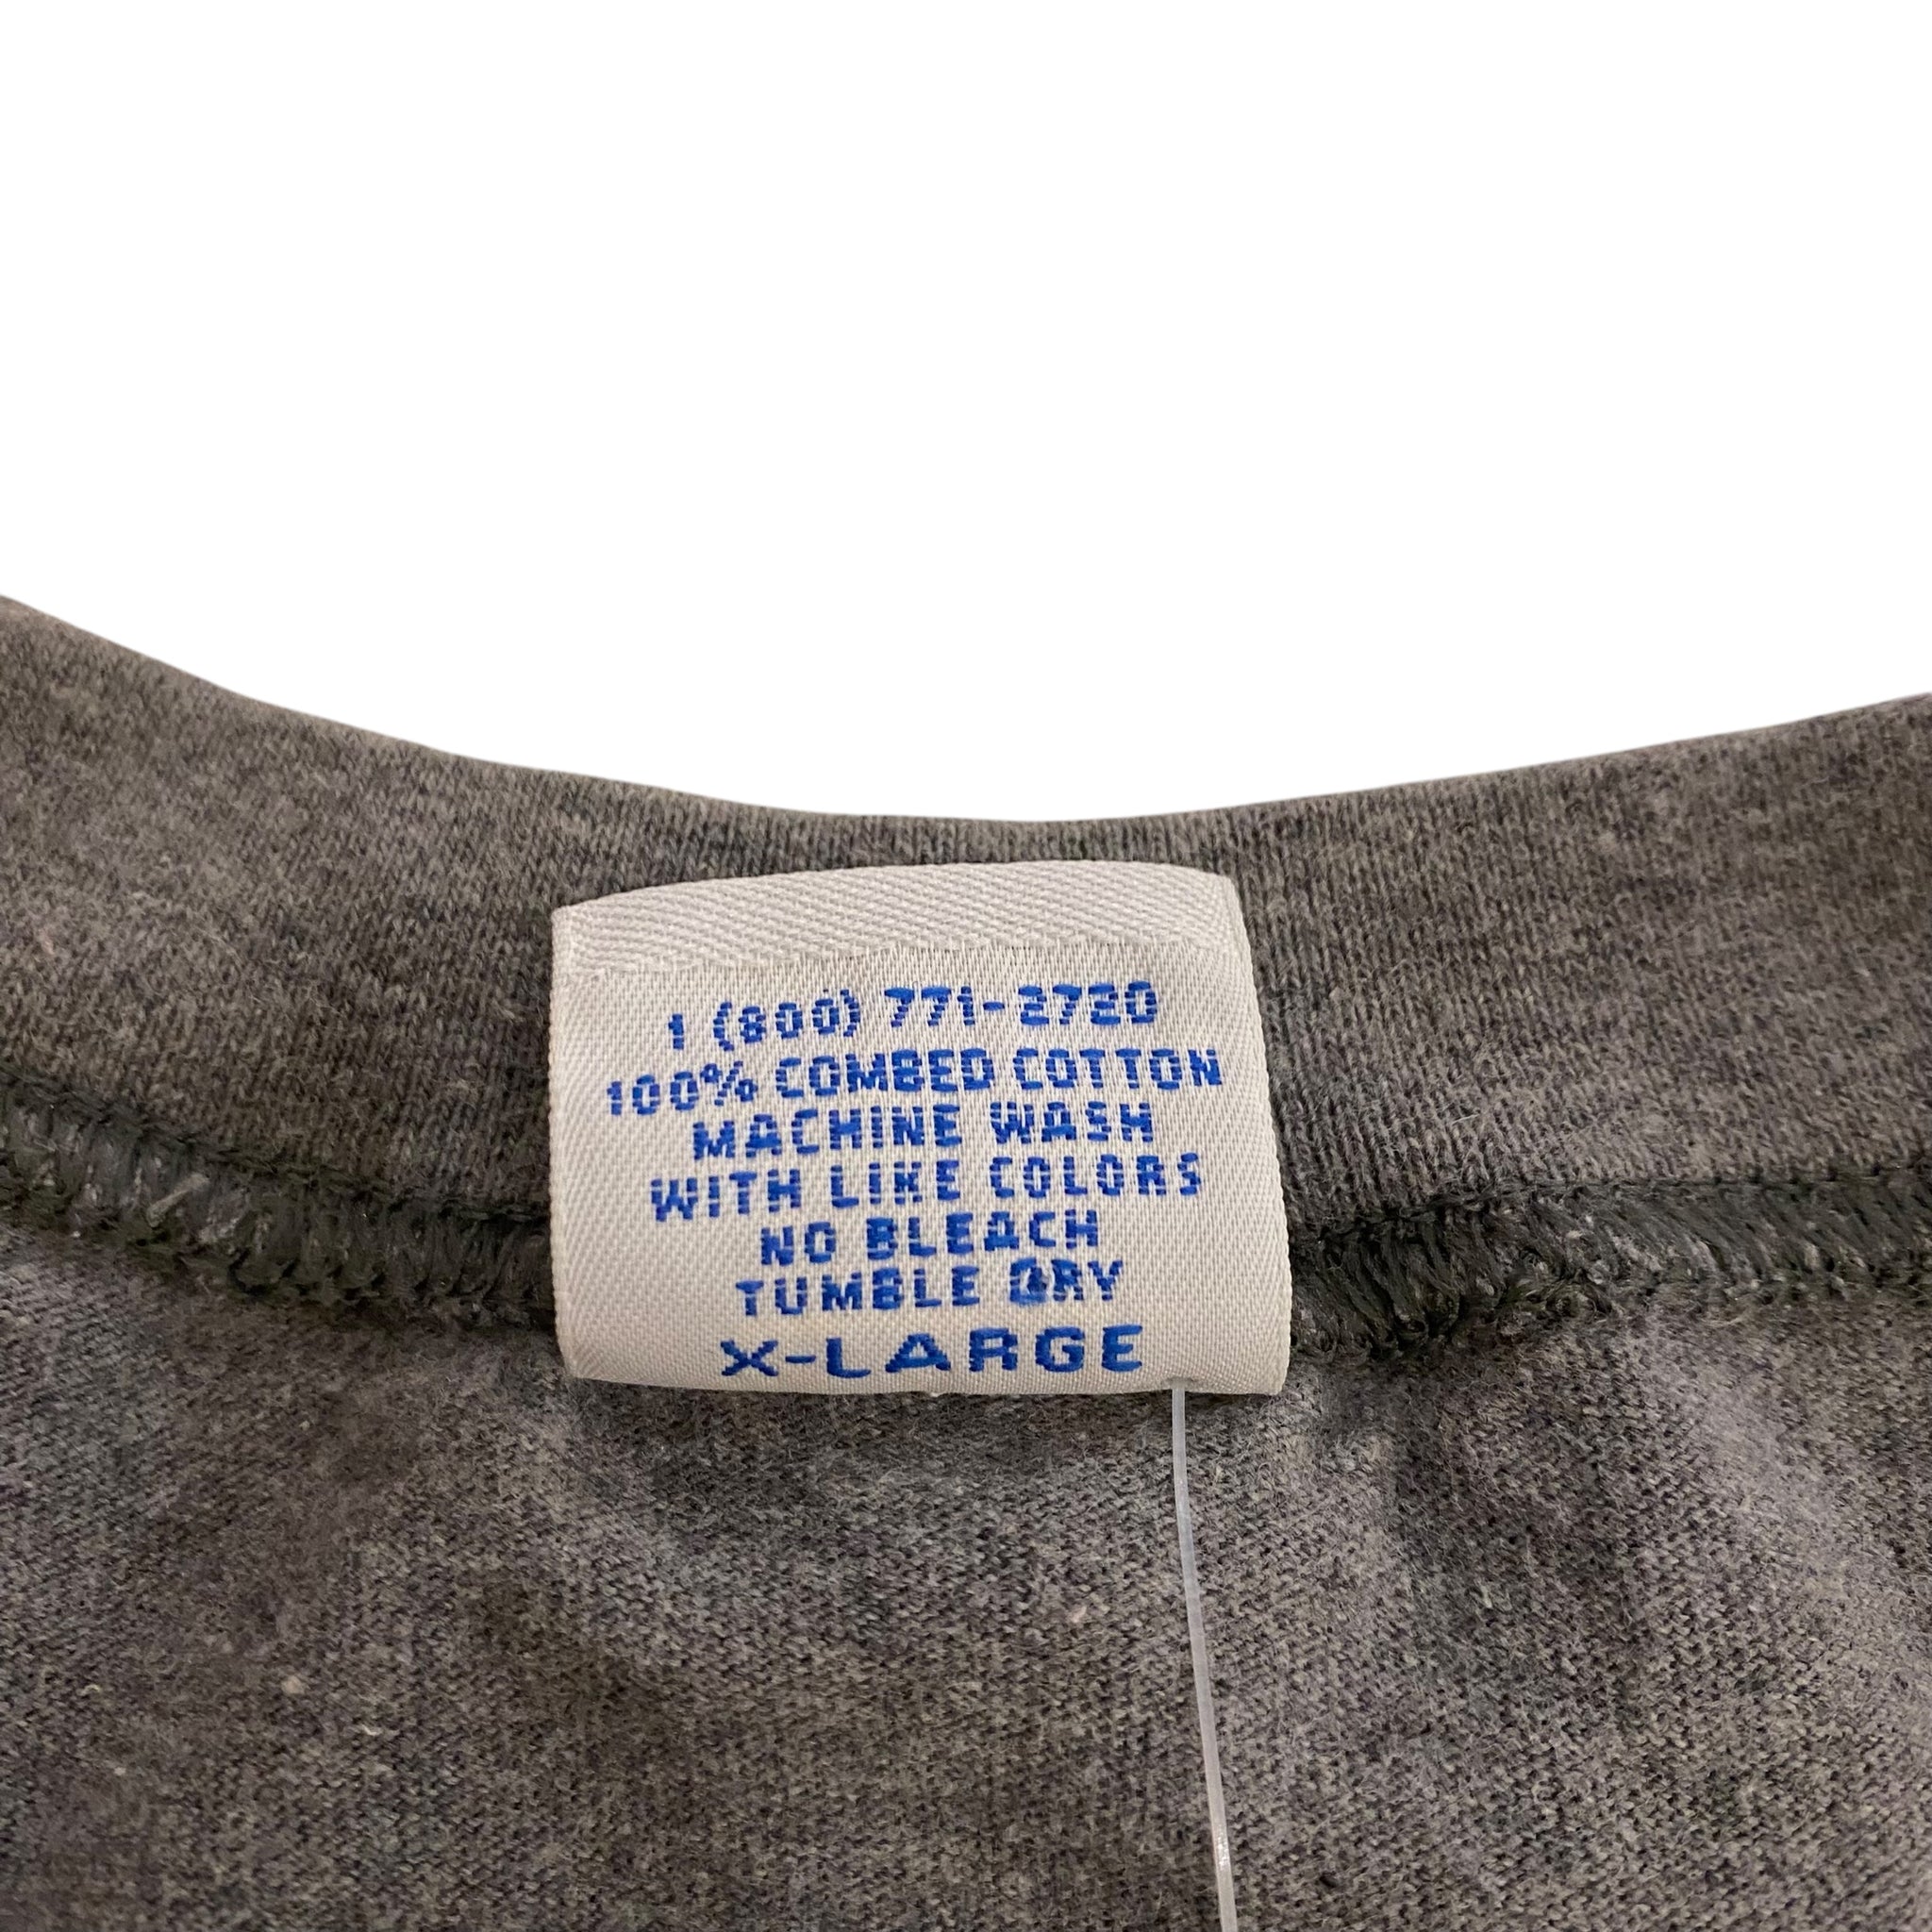 1 (800) 771-2720
100% COMBED COTTON
MACHINE WASH
WITH LIKE COLORS
NO BLEACH
TUMBLE DRY
X-LARGE